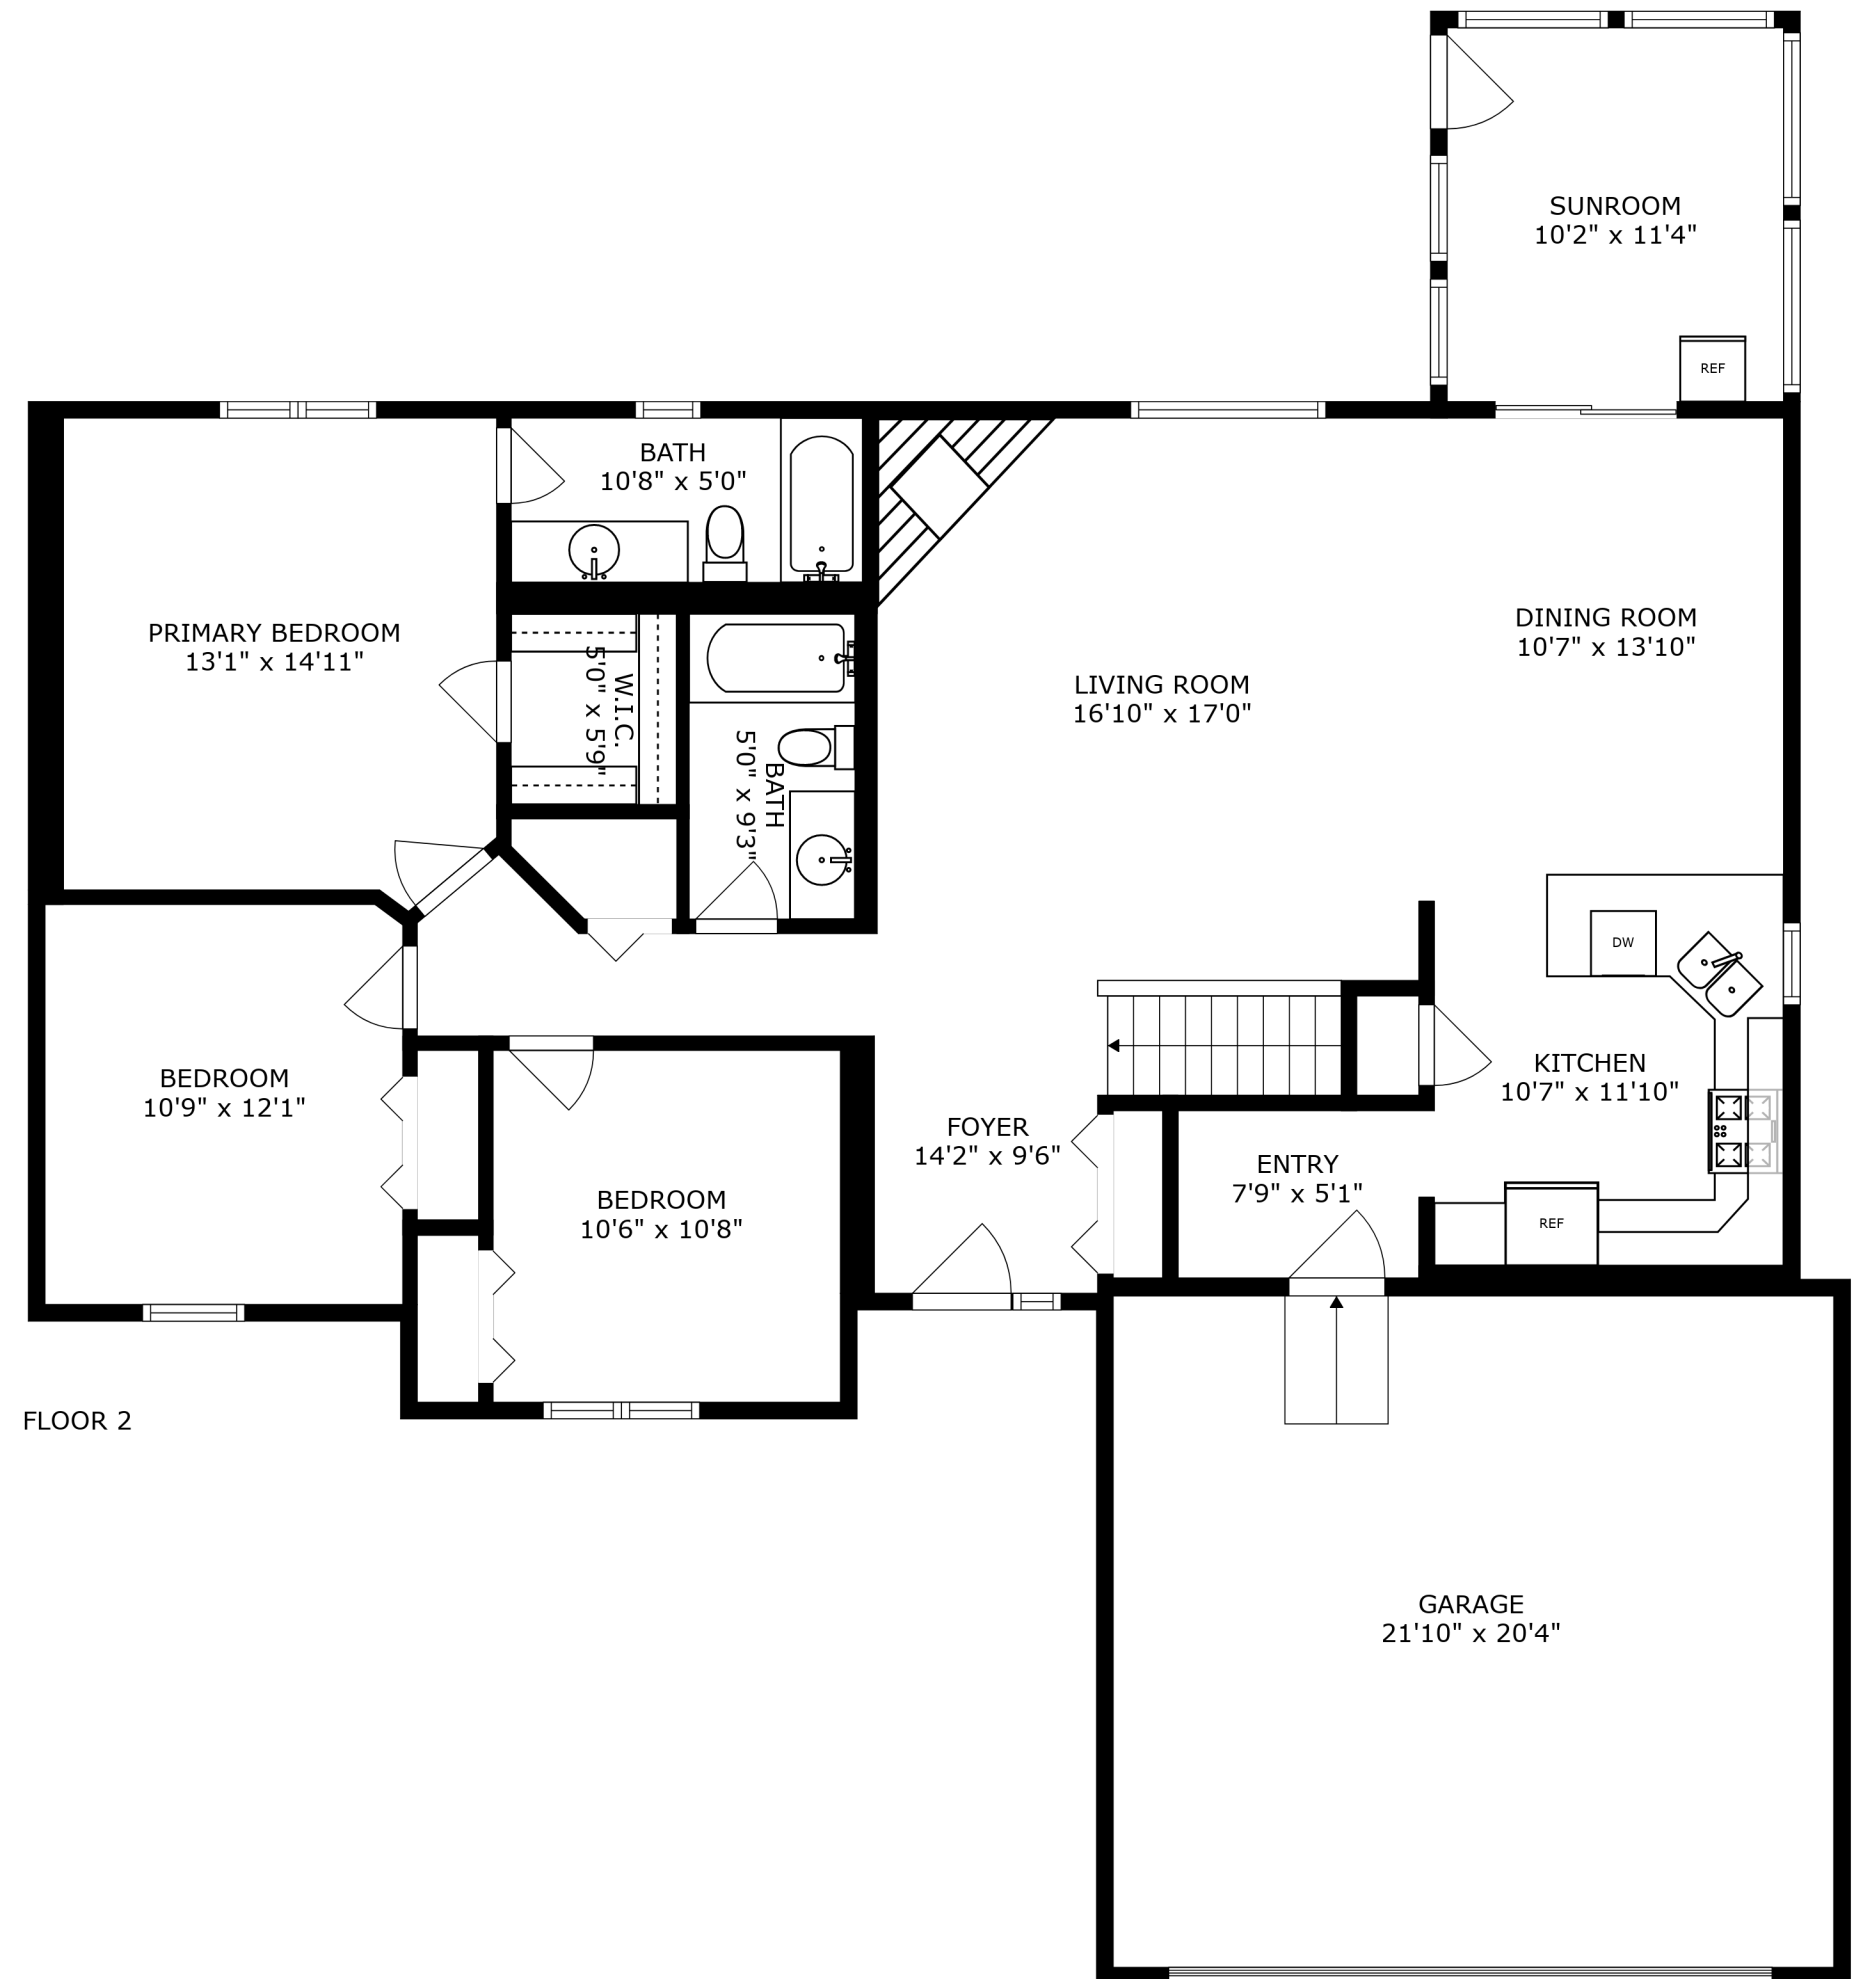 SUNROOM
10'2" x 11'4"
REF
BATH
10'8" x 5'0"
PRIMARY BEDROOM
13'1" x 14'11"
W.I.C.
5'0" x 5'9"
BATH
5'0" x 9'3"
LIVING ROOM
16'10" x 17'0"
DINING ROOM
10'7" x 13'10"
DW
KITCHEN
10'7" x 11'10"
BEDROOM
10'9" x 12'1"
FOYER
14'2" x 9'6"
ENTRY
7'9" x 5'1"
BEDROOM
10'6" x 10'8"
REF
FLOOR 2
GARAGE
21'10" x 20'4"